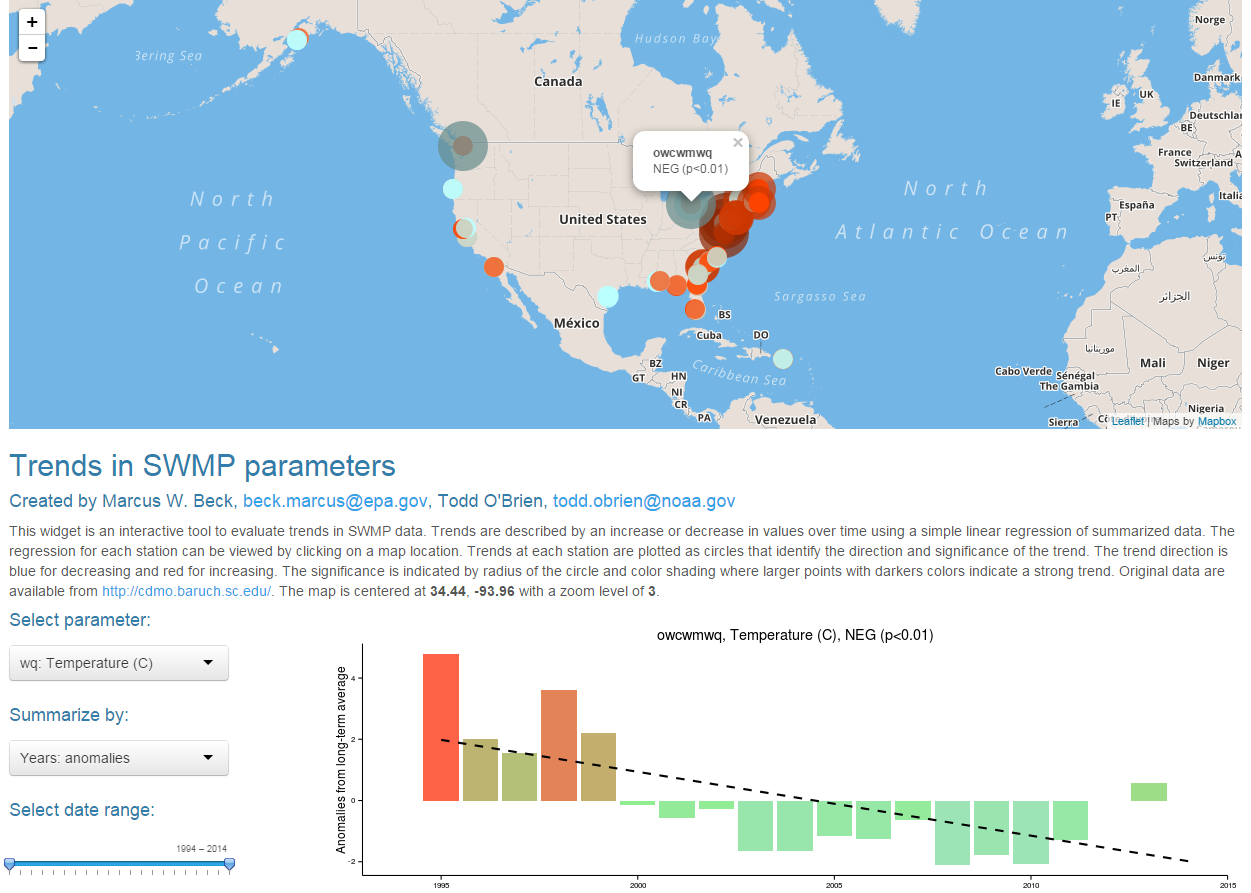 +
−
Bering Sea
Hudson Bay
Norge
Canada
Danmark
UK
IE
Deutschlan
BE
owcwmwq
×
NEG (p<0.01)
France
Switzerland
Itali
North
Pacific
Ocean
North
Atlantic Ocean
España
PT
United States
تونس
المغرب
الجزائر
Sargasso Sea
México
BS
Cuba
DO
موريتانيا
BZ
GT
HN
NI
CR
PA
Caribbean Sea
Mali
Niger
Cabo Verde
Sénégal
The Gambia
Nigeria
Venezuela
Sierra
Leaflet | Maps by Mapbox
Trends in SWMP parameters
Created by Marcus W. Beck, beck.marcus@epa.gov, Todd O'Brien, todd.obrien@noaa.gov
This widget is an interactive tool to evaluate trends in SWMP data. Trends are described by an increase or decrease in values over time using a simple linear regression of summarized data. The
regression for each station can be viewed by clicking on a map location. Trends at each station are plotted as circles that identify the direction and significance of the trend. The trend direction is
blue for decreasing and red for increasing. The significance is indicated by radius of the circle and color shading where larger points with darkers colors indicate a strong trend. Original data are
available from http://cdmo.baruch.sc.edu/. The map is centered at 34.44, -93.96 with a zoom level of 3.
Select parameter:
wq: Temperature (C)
Summarize by:
Years: anomalies
Select date range:
1994 – 2014
owcwmwq, Temperature (C), NEG (p<0.01)
Anomalies from long-term average
4
2
0
-2
1995
2000
2005
2010
2015